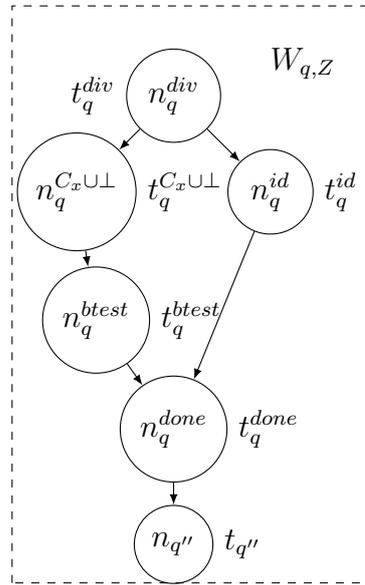 W_{q,Z}
t_q^{div} n_q^{div}
n_q^{C_x∪⊥} t_q^{C_x∪⊥} n_q^{id} t_q^{id}
n_q^{btest} t_q^{btest}
n_q^{done} t_q^{done}
n_{q''} t_{q''}